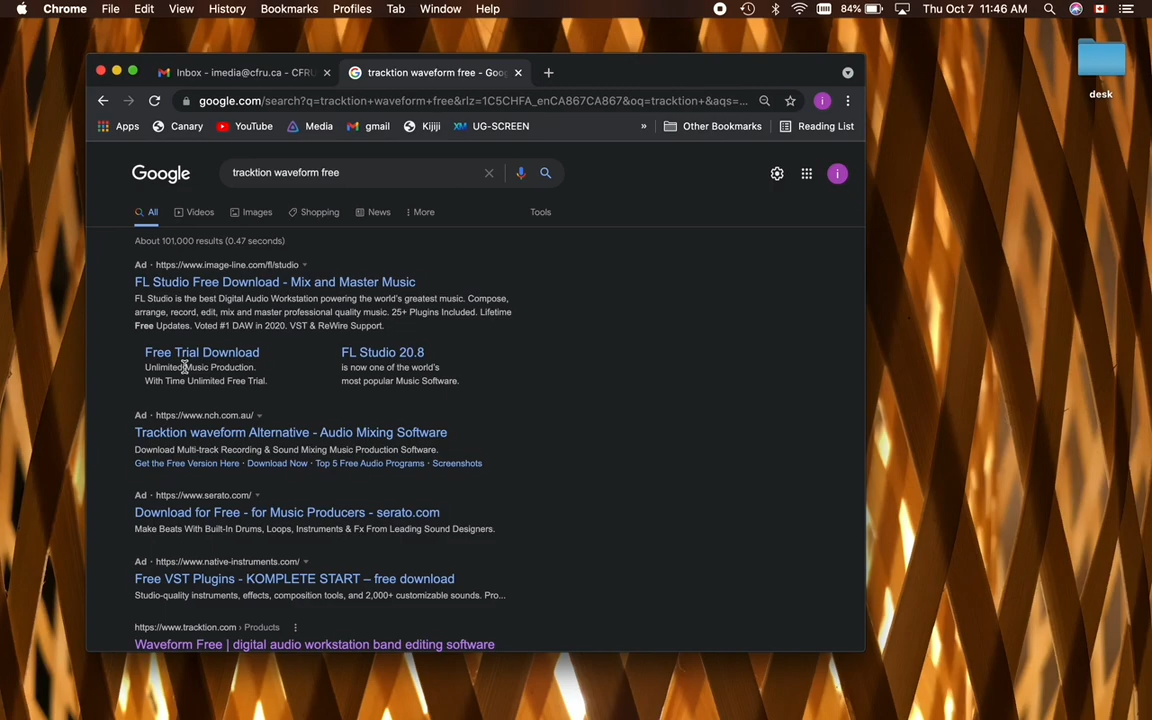 Chrome File Edit View History Bookmarks Profiles Tab Window Help 84% Thu Oct 7 11:46 AM
desk
Inbox - imedia@cfru.ca - CFRU tracktion waveform free - Goog
google.com/search?q=tracktion+waveform+free&rlz=1C5CHFA_enCA867CA867&oq=tracktion+&aqs=... i
Apps Canary YouTube Media gmail Kijiji XM UG-SCREEN » Other Bookmarks Reading List
Google tracktion waveform free i
All Videos Images Shopping News More Tools
About 101,000 results (0.47 seconds)
Ad · https://www.image-line.com/fl/studio
FL Studio Free Download - Mix and Master Music
FL Studio is the best Digital Audio Workstation powering the world's greatest music. Compose,
arrange, record, edit, mix and master professional quality music. 25+ Plugins Included. Lifetime
Free Updates. Voted #1 DAW in 2020. VST & ReWire Support.
Free Trial Download FL Studio 20.8
Unlimited Music Production. is now one of the world's
With Time Unlimited Free Trial. most popular Music Software.
Ad · https://www.nch.com.au/
Tracktion waveform Alternative - Audio Mixing Software
Download Multi-track Recording & Sound Mixing Music Production Software.
Get the Free Version Here · Download Now · Top 5 Free Audio Programs · Screenshots
Ad · https://www.serato.com/
Download for Free - for Music Producers - serato.com
Make Beats With Built-In Drums, Loops, Instruments & Fx From Leading Sound Designers.
Ad · https://www.native-instruments.com/
Free VST Plugins - KOMPLETE START – free download
Studio-quality instruments, effects, composition tools, and 2,000+ customizable sounds. Pro...
https://www.tracktion.com › Products
Waveform Free | digital audio workstation band editing software